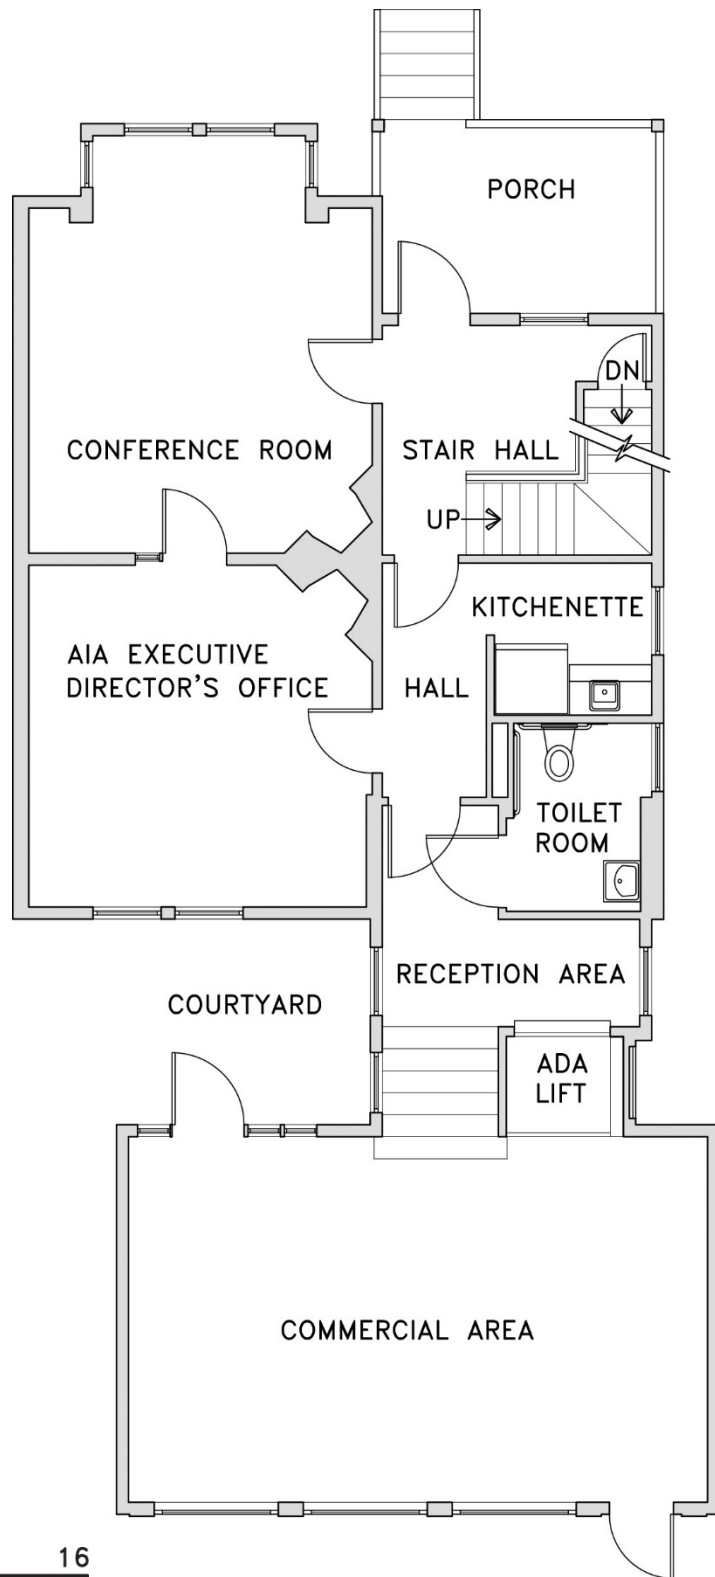 PORCH
DN
CONFERENCE ROOM
STAIR HALL
UP
KITCHENETTE
AIA EXECUTIVE
DIRECTOR'S OFFICE
HALL
TOILET
ROOM
RECEPTION AREA
COURTYARD
ADA
LIFT
COMMERCIAL AREA
16